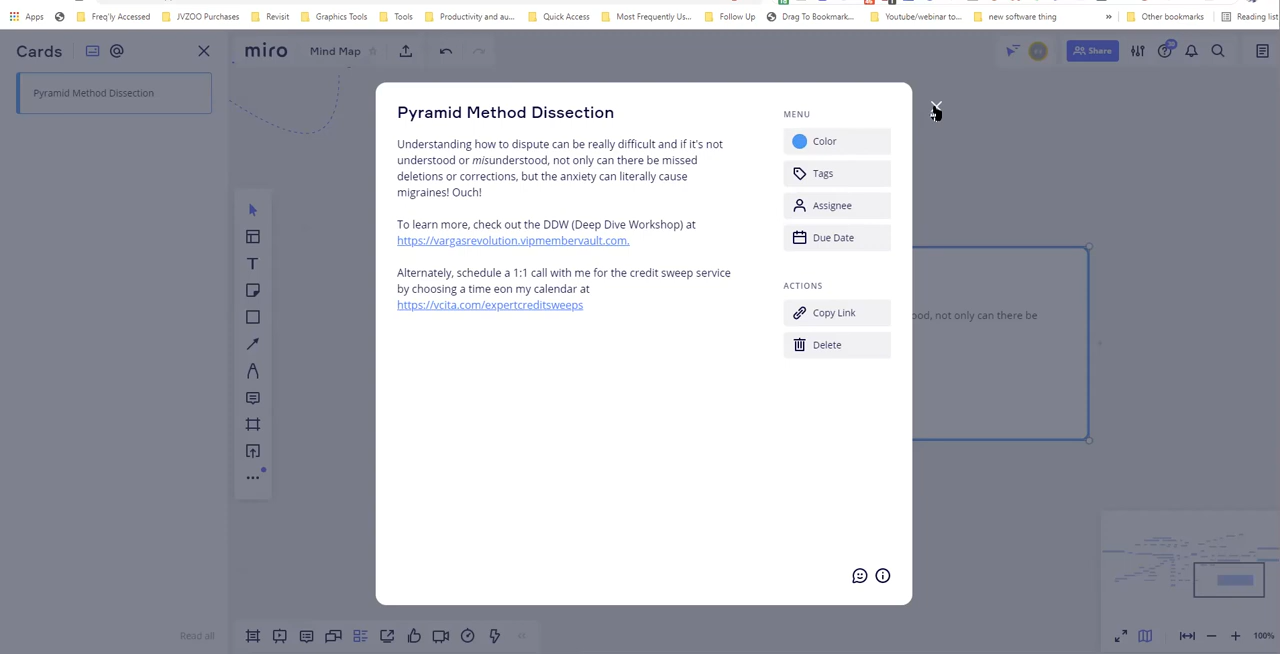 Apps Freq'ly Accessed JVZOO Purchases Revisit Graphics Tools Tools Productivity and au... Quick Access Most Frequently Us... Follow Up Drag To Bookmark... Youtube/webinar to... new software thing » Other bookmarks Reading list
Cards miro Mind Map Share
Pyramid Method Dissection
Pyramid Method Dissection
Understanding how to dispute can be really difficult and if it's not
understood or misunderstood, not only can there be missed
deletions or corrections, but the anxiety can literally cause
migraines! Ouch!
To learn more, check out the DDW (Deep Dive Workshop) at
https://vargasrevolution.vipmembervault.com.
Alternately, schedule a 1:1 call with me for the credit sweep service
by choosing a time eon my calendar at
https://vcita.com/expertcreditsweeps
MENU
Color
Tags
Assignee
Due Date
ACTIONS
Copy Link
Delete
ood, not only can there be
Read all
100%